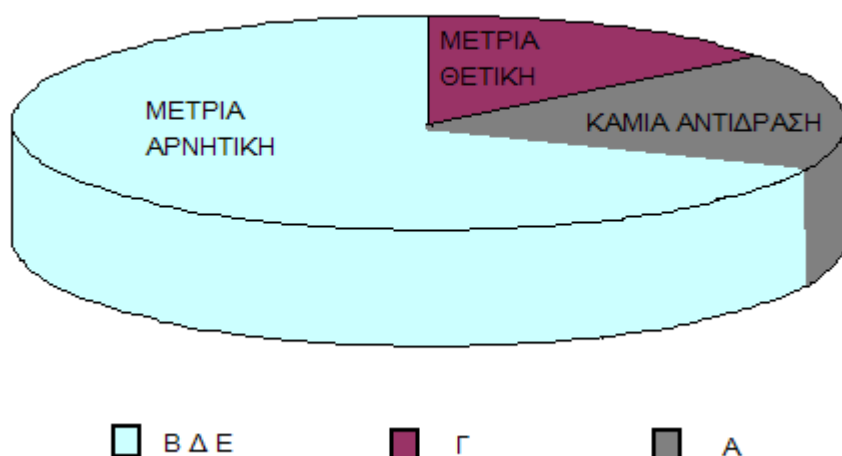 ΜΕΤΡΙΑ
ΘΕΤΙΚΗ
ΜΕΤΡΙΑ
ΑΡΝΗΤΙΚΗ
ΚΑΜΙΑ ΑΝΤΙΔΡΑΣΗ
Β Δ Ε
Γ
Α